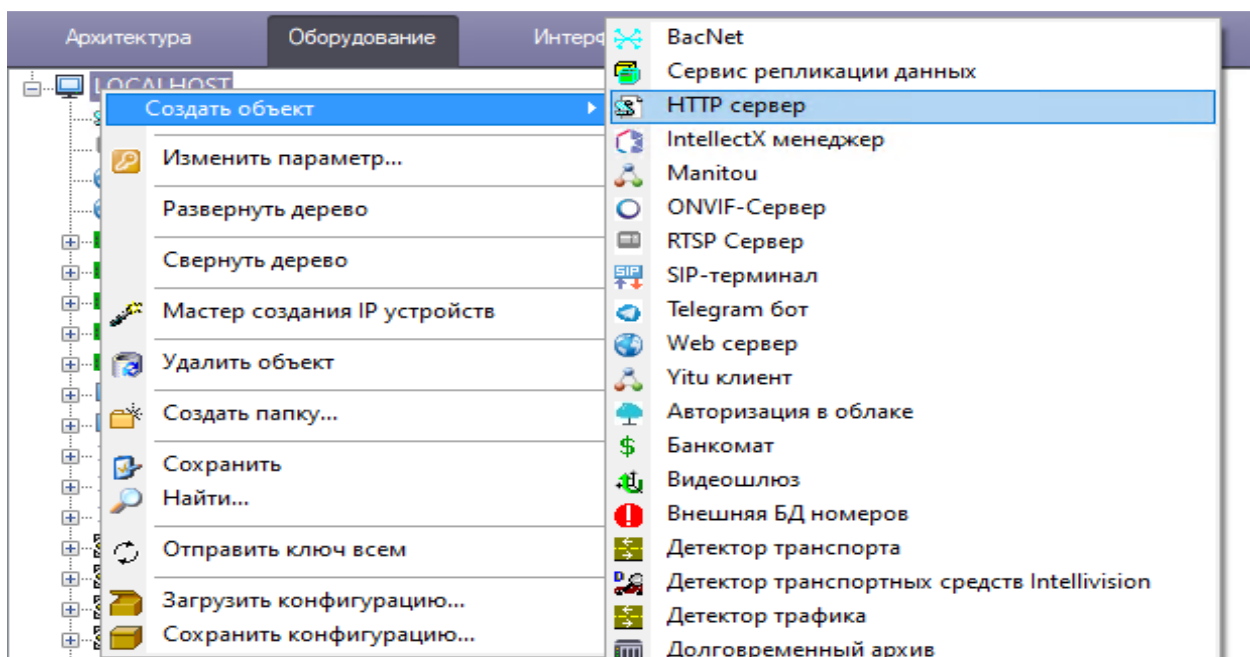 Архитектура
Оборудование
LOCALHOST
Создать объект
Изменить параметр...
Развернуть дерево
Свернуть дерево
Мастер создания IP устройств
Удалить объект
Создать папку...
Сохранить
Найти...
Отправить ключ всем
Загрузить конфигурацию...
Сохранить конфигурацию...
BacNet
Сервис репликации данных
HTTP сервер
IntellectX менеджер
Manitou
ONVIF-Сервер
RTSP Сервер
SIP-терминал
Telegram бот
Web сервер
Yitu клиент
Авторизация в облаке
Банкомат
Видеошлюз
Внешняя БД номеров
Детектор транспорта
Детектор транспортных средств Intellivision
Детектор трафика
Долговременный архив